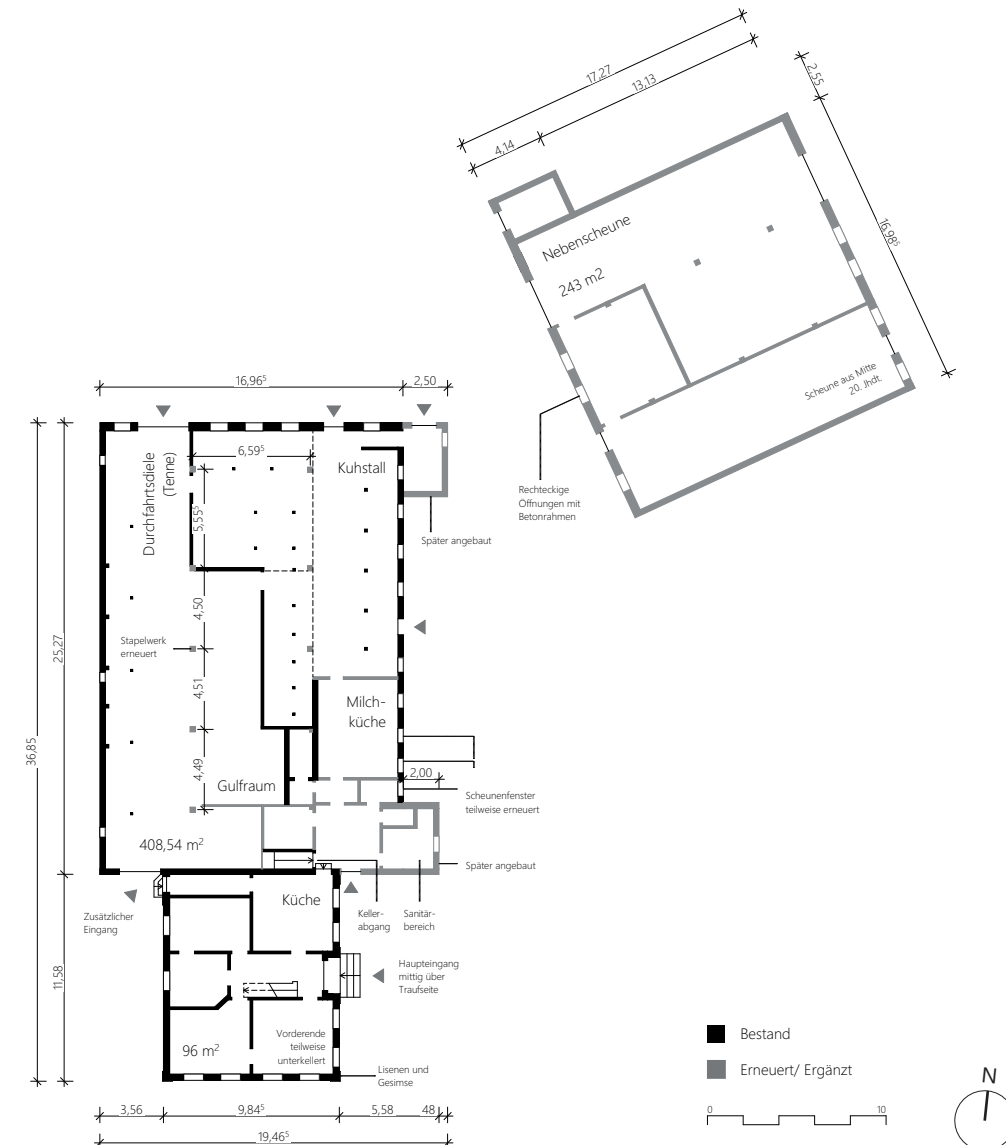 17,27
13,13
4,14
2,55
16,98⁵
Nebenscheune
243 m²
Scheune aus Mitte
20. Jhdt.
Rechteckige
Öffnungen mit
Betonrahmen
16,96⁵
2,50
6,59⁵
Kuhstall
Durchfahrtsdiele
(Tenne)
5,55⁵
Später angebaut
4,50
Stapelwerk
erneuert
25,27
36,85
4,51
Milch-
küche
4,49
Gulfraum
2,00
Scheunenfenster
teilweise erneuert
408,54 m²
Später angebaut
Küche
Zusätzlicher
Eingang
Keller-
abgang
Sanitär-
bereich
Haupteingang
mittig über
Traufseite
11,58
96 m²
Vorderende
teilweise
unterkellert
Lisenen und
Gesimse
Bestand
Erneuert/ Ergänzt
N
0
10
3,56
9,84⁵
5,58
48
19,46⁵